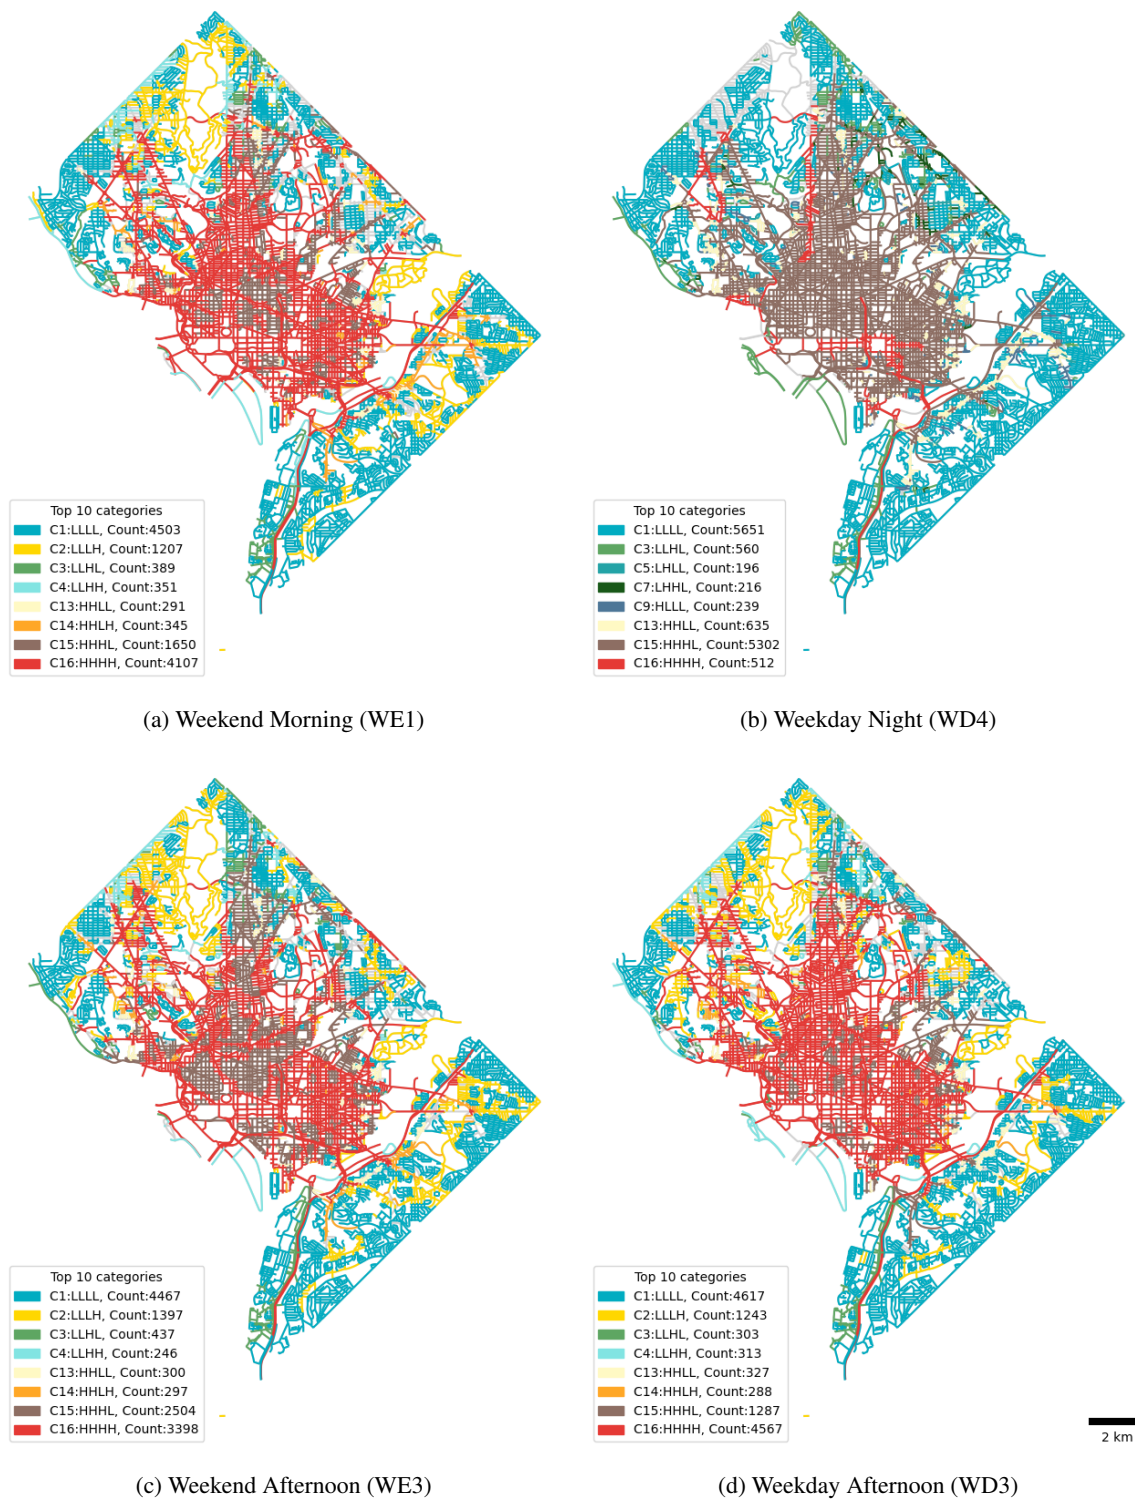 Top 10 categories
C1:LLLL, Count:4503
C2:LLLH, Count:1207
C3:LLHL, Count:389
C4:LLHH, Count:351
C13:HHLL, Count:291
C14:HHLH, Count:345
C15:HHHL, Count:1650
C16:HHHH, Count:4107
(a) Weekend Morning (WE1)
Top 10 categories
C1:LLLL, Count:5651
C3:LLHL, Count:560
C5:LHLL, Count:196
C7:LHHL, Count:216
C9:HLLL, Count:239
C13:HHLL, Count:635
C15:HHHL, Count:5302
C16:HHHH, Count:512
(b) Weekday Night (WD4)
Top 10 categories
C1:LLLL, Count:4467
C2:LLLH, Count:1397
C3:LLHL, Count:437
C4:LLHH, Count:246
C13:HHLL, Count:300
C14:HHLH, Count:297
C15:HHHL, Count:2504
C16:HHHH, Count:3398
(c) Weekend Afternoon (WE3)
Top 10 categories
C1:LLLL, Count:4617
C2:LLLH, Count:1243
C3:LLHL, Count:303
C4:LLHH, Count:313
C13:HHLL, Count:327
C14:HHLH, Count:288
C15:HHHL, Count:1287
C16:HHHH, Count:4567
2 km
(d) Weekday Afternoon (WD3)